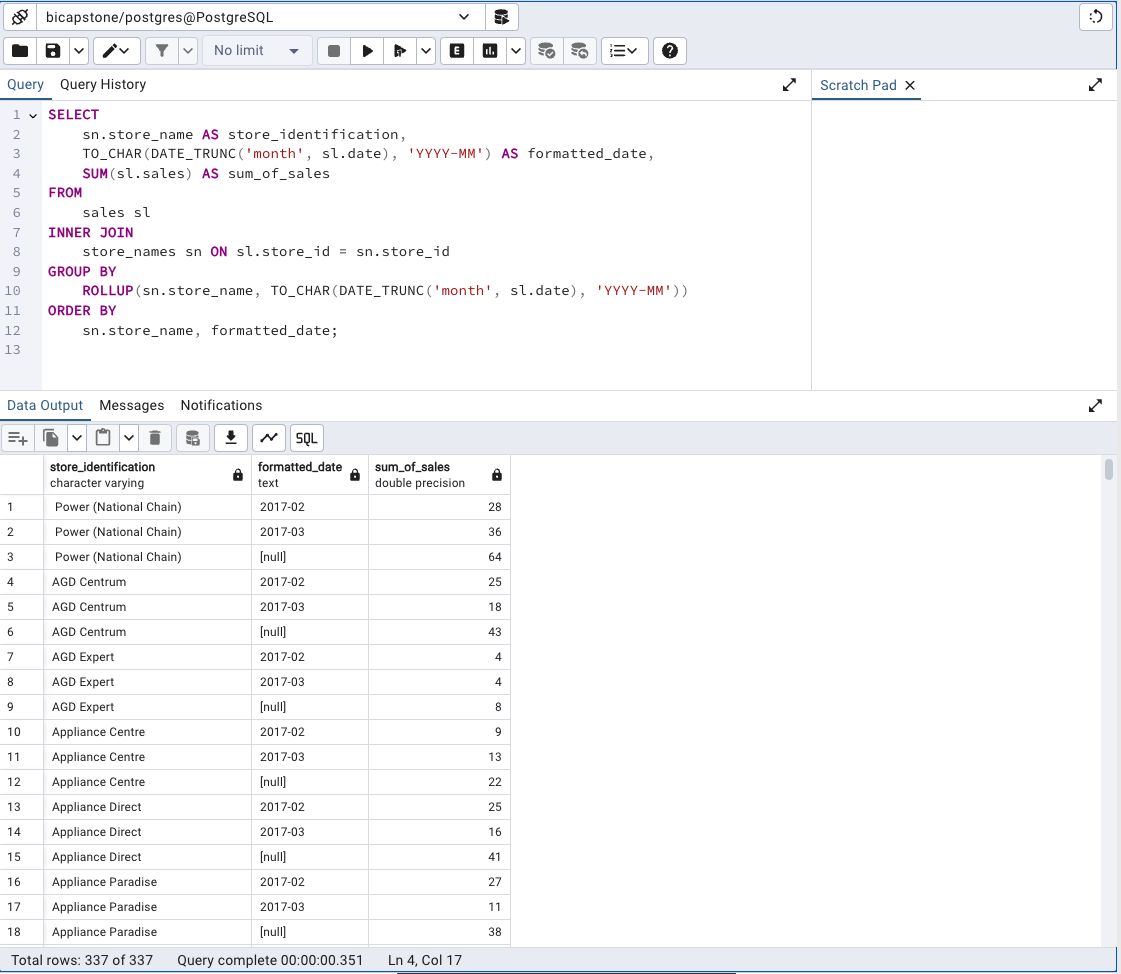 bicapstone/postgres@PostgreSQL
No limit
E
Query Query History
Scratch Pad
1 SELECT
2 sn.store_name AS store_identification,
3 TO_CHAR(DATE_TRUNC('month', sl.date), 'YYYY-MM') AS formatted_date,
4 SUM(sl.sales) AS sum_of_sales
5 FROM
6 sales sl
7 INNER JOIN
8 store_names sn ON sl.store_id = sn.store_id
9 GROUP BY
10 ROLLUP(sn.store_name, TO_CHAR(DATE_TRUNC('month', sl.date), 'YYYY-MM'))
11 ORDER BY
12 sn.store_name, formatted_date;
13
Data Output Messages Notifications
SQL
store_identification formatted_date sum_of_sales
character varying text double precision
1 Power (National Chain) 2017-02 28
2 Power (National Chain) 2017-03 36
3 Power (National Chain) [null] 64
4 AGD Centrum 2017-02 25
5 AGD Centrum 2017-03 18
6 AGD Centrum [null] 43
7 AGD Expert 2017-02 4
8 AGD Expert 2017-03 4
9 AGD Expert [null] 8
10 Appliance Centre 2017-02 9
11 Appliance Centre 2017-03 13
12 Appliance Centre [null] 22
13 Appliance Direct 2017-02 25
14 Appliance Direct 2017-03 16
15 Appliance Direct [null] 41
16 Appliance Paradise 2017-02 27
17 Appliance Paradise 2017-03 11
18 Appliance Paradise [null] 38
Total rows: 337 of 337 Query complete 00:00:00.351 Ln 4, Col 17